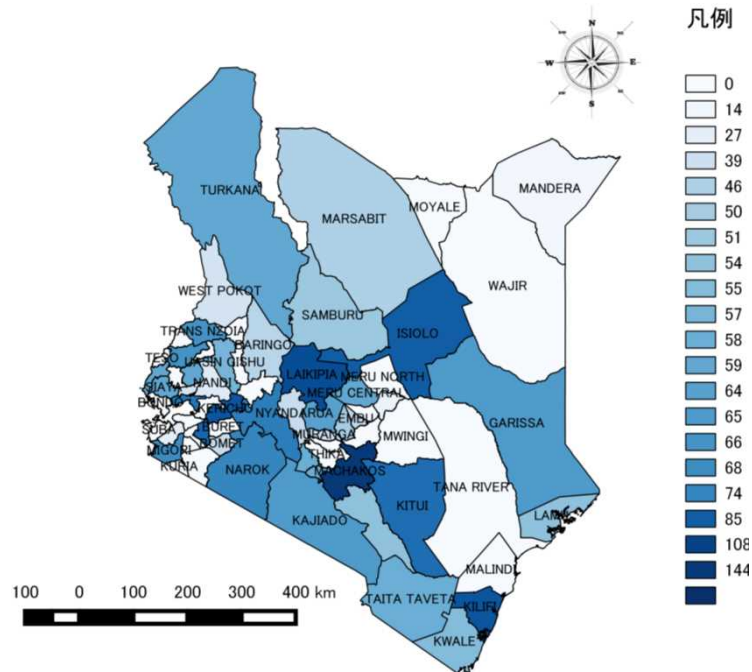 凡例
N
W
E
S
0
14
27
39
46
50
51
54
55
57
58
59
64
65
66
68
74
85
108
144
TURKANA
MANDERA
MOYALE
MARSABIT
WAJIR
WEST POKOT
SAMBURU
ISIOLO
TRANS NZOIA
BARINGO
TESO
UASIN GISHU
LAIKIPIA
MERU NORTH
NANDI
SIAYA
MERU CENTRAL
BONDO
KERICHO
NYANDARUA
EMBU
GARISSA
SUBA
BURET
MURANGA
MWINGI
MIGORI
BOMET
THIKA
KURIA
NAROK
MACHAKOS
KITUI
TANA RIVER
KAJIADO
LAMU
MALINDI
TAITA TAVETA
KILIFI
KWALE
100 0 100 200 300 400 km